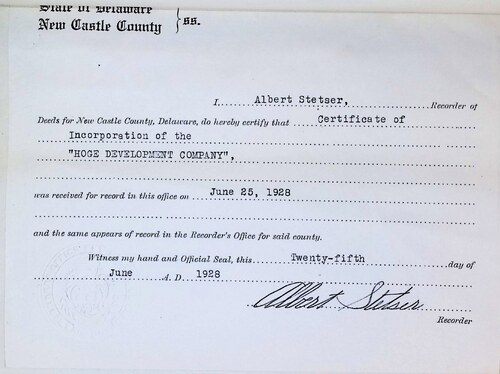 State of Delaware
New Castle County } ss.
I, Albert Stetser, Recorder of
Deeds for New Castle County, Delaware, do hereby certify that Certificate of
Incorporation of the
"HOGE DEVELOPMENT COMPANY",
was received for record in this office on June 25, 1928
and the same appears of record in the Recorder's Office for said county.
Witness my hand and Official Seal, this Twenty-fifth day of
June A. D. 1928
Albert Stetser
Recorder